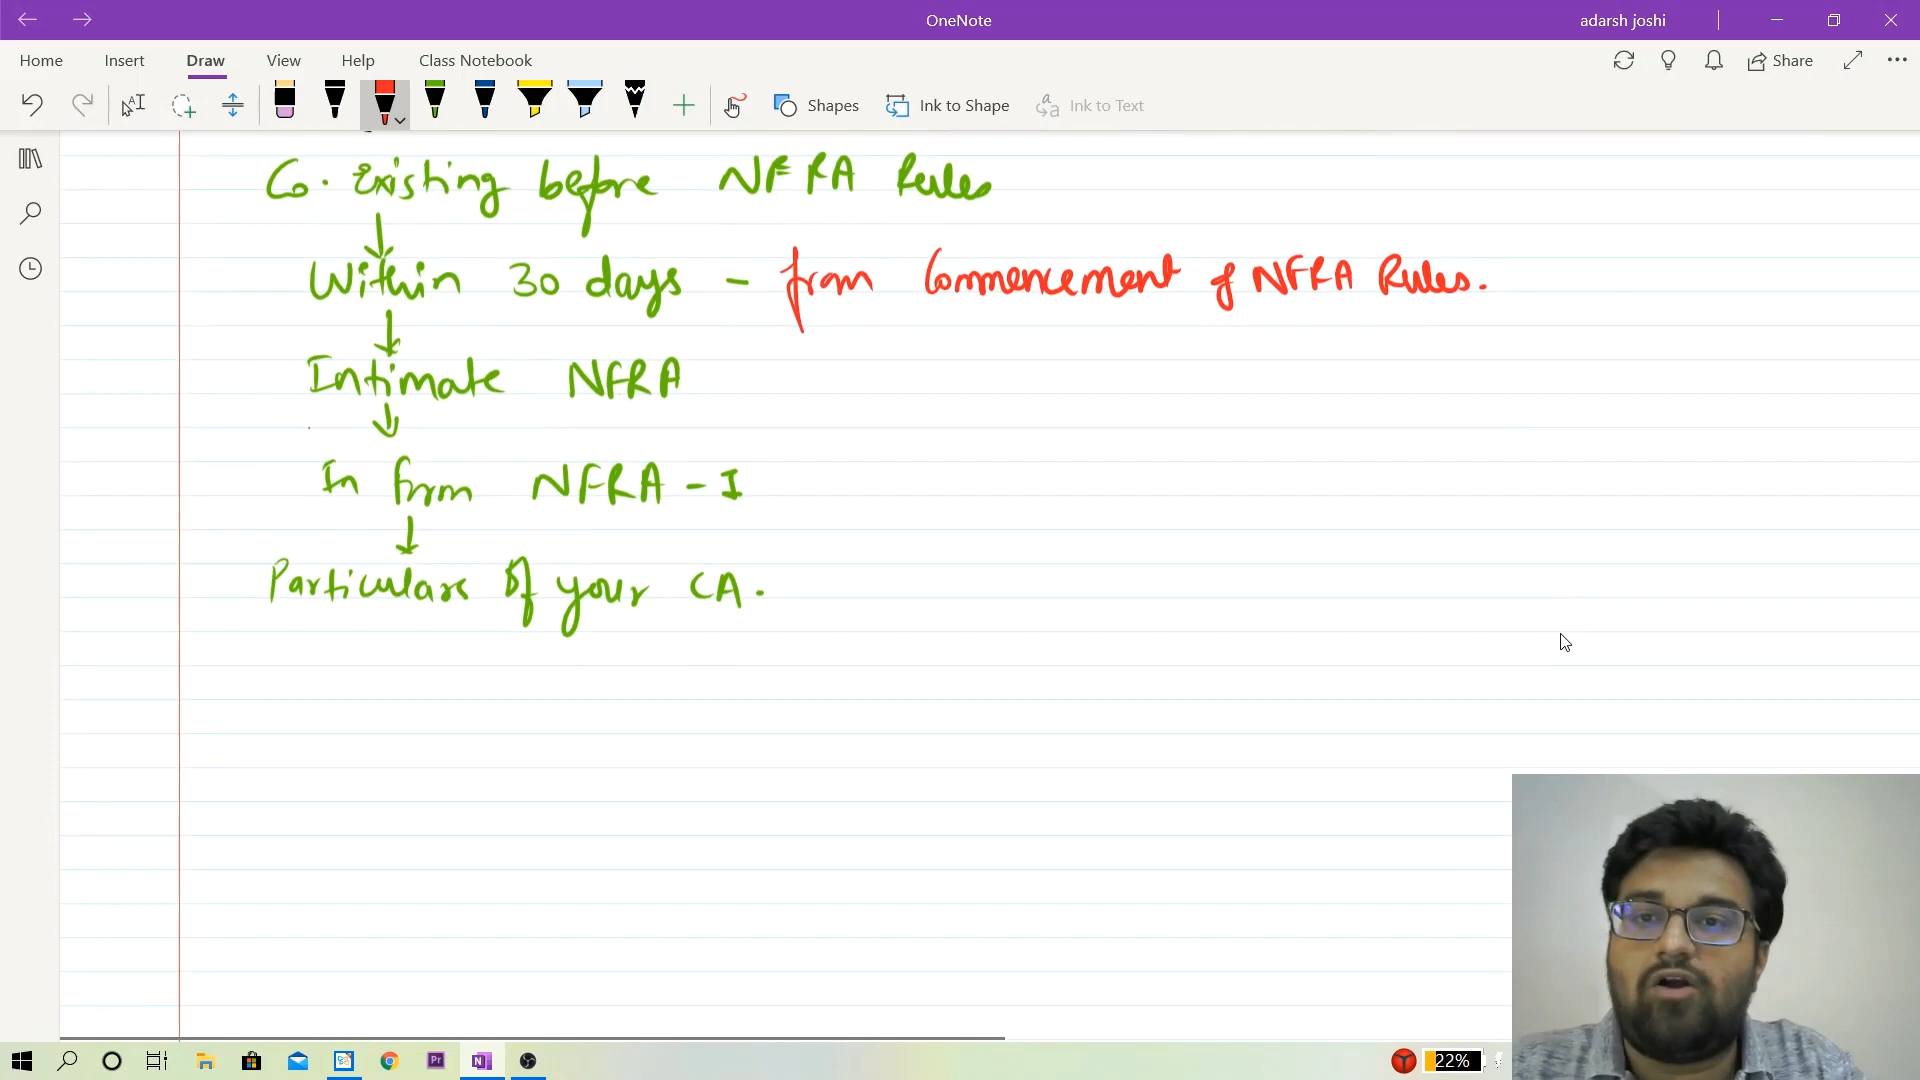 OneNote
adarsh joshi
Home Insert Draw View Help Class Notebook
Share
Shapes Ink to Shape Ink to Text
Co. Existing before NFRA Rules
Within 30 days - from Commencement of NFRA Rules.
Intimate NFRA
In form NFRA - I
Particulars of your CA.
22%